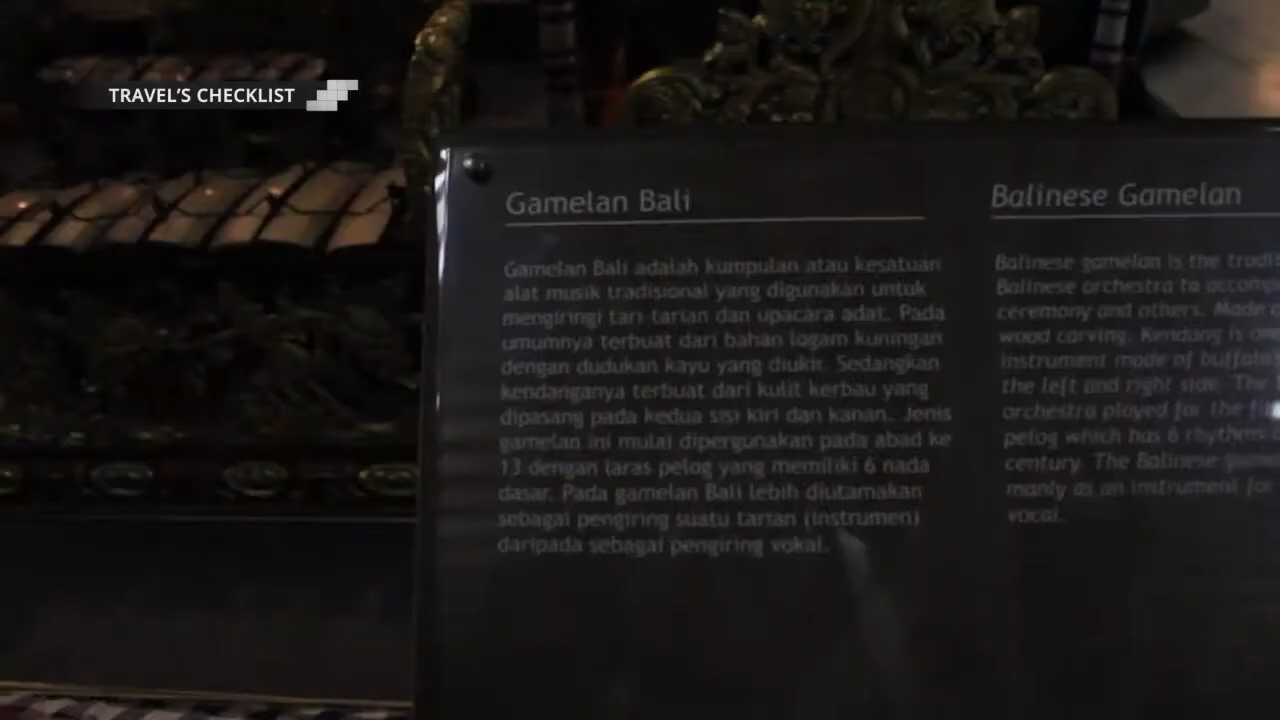 TRAVEL'S CHECKLIST
Gamelan Bali
Gamelan Bali adalah kumpulan atau kesatuan
alat musik tradisional yang digunakan untuk
mengiringi tari-tarian dan upacara adat. Pada
umumnya terbuat dari bahan logam kuningan
dengan dudukan kayu yang diukir. Sedangkan
kendangannya terbuat dari kulit kerbau yang
dipasang pada kedua sisi kiri dan kanan. Jenis
gamelan ini mulai dipergunakan pada abad ke
13 dengan laras pelog yang memiliki 6 nada
dasar. Pada gamelan Bali lebih diutamakan
sebagai pengiring suatu tarian (instrumen)
daripada sebagai pengiring vokal.
Balinese Gamelan
Balinese gamelan is the
Balinese orchestra to
ceremony and others. Made
wood carving. Kendang is
instrument made of
the left and right side. The
orchestra played for the
pelog which has 6 rhythms
century. The Balinese
manly as an instrument for
vocal.